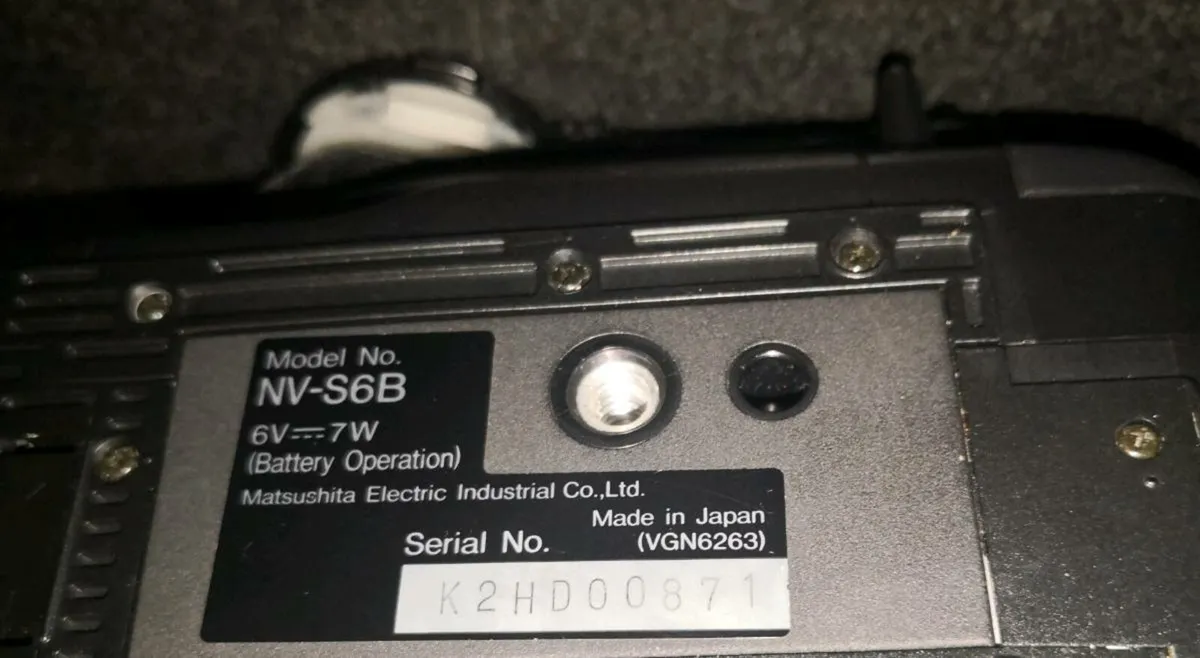 Model No.
NV-S6B
6V⎓7W
(Battery Operation)
Matsushita Electric Industrial Co.,Ltd.
Made in Japan
Serial No. (VGN6263)
K2HD00871